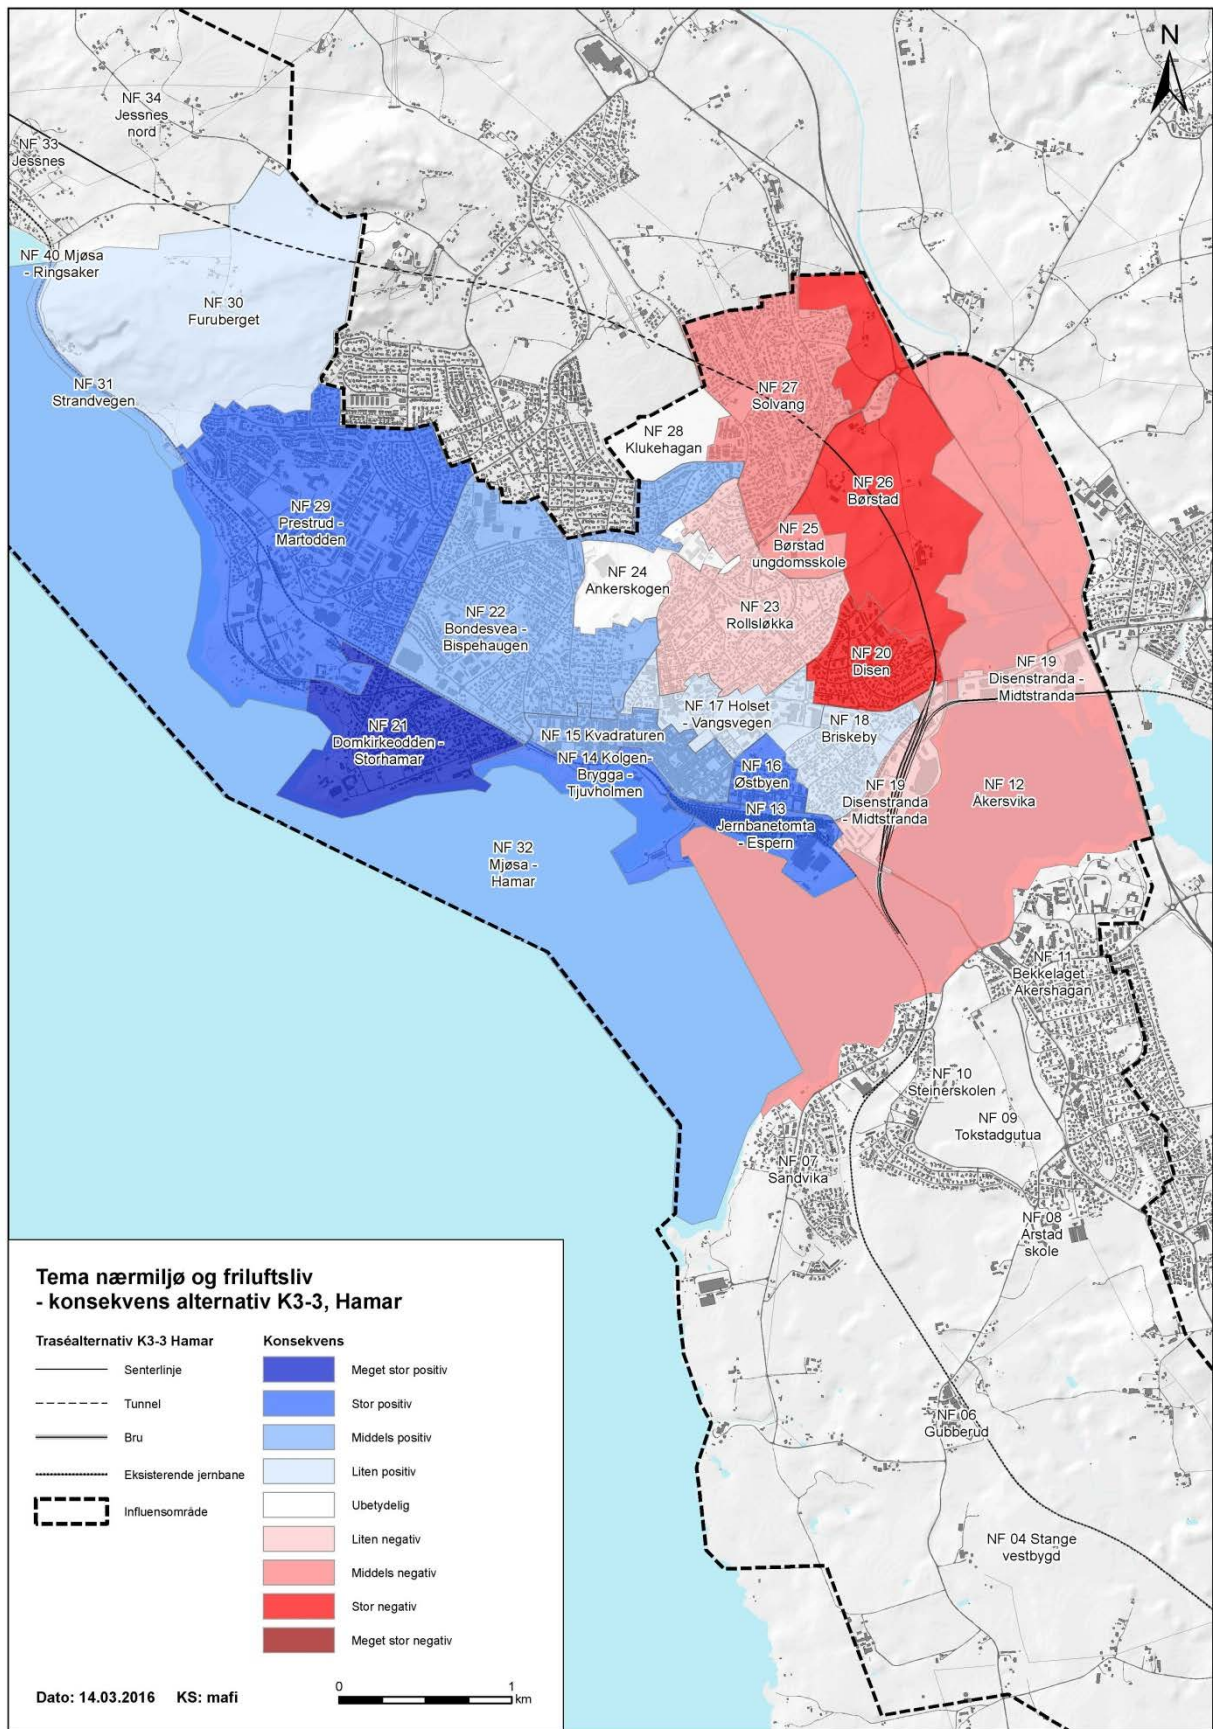 N
NF 34
Jessnes
nord
NF 33
Jessnes
NF 40 Mjøsa
- Ringsaker
NF 30
Furuberget
NF 31
Strandvegen
NF 27
Solvang
NF 28
Klukehagan
NF 26
Børstad
NF 29
Prestrud -
Martodden
NF 25
Børstad
ungdomsskole
NF 24
Ankerskogen
NF 22
Bondesvea -
Bispehaugen
NF 23
Rollsløkka
NF 20
Disen
NF 19
Disenstranda -
Midtstranda
NF 21
Domkirkeodden -
Storhamar
NF 17 Holset
- Vangsvegen
NF 18
Briskeby
NF 15 Kvadraturen
NF 14 Kolgen-
Brygga -
Tjuvholmen
NF 16
Østbyen
NF 19
Disenstranda
- Midtstranda
NF 12
Åkersvika
NF 13
Jernbanetomta
- Espern
NF 32
Mjøsa -
Hamar
NF 11
Bekkelaget -
Åkershagan
NF 10
Steinerskolen
NF 09
Tokstadgutua
NF 07
Sandvika
NF 08
Arstad
skole
NF 06
Gubberud
NF 04 Stange
vestbygd
Tema nærmiljø og friluftsliv
- konsekvens alternativ K3-3, Hamar
Traséalternativ K3-3 Hamar
Senterlinje
Tunnel
Bru
Eksisterende jernbane
Influensområde
Konsekvens
Meget stor positiv
Stor positiv
Middels positiv
Liten positiv
Ubetydelig
Liten negativ
Middels negativ
Stor negativ
Meget stor negativ
Dato: 14.03.2016 KS: mafi
0 1
km